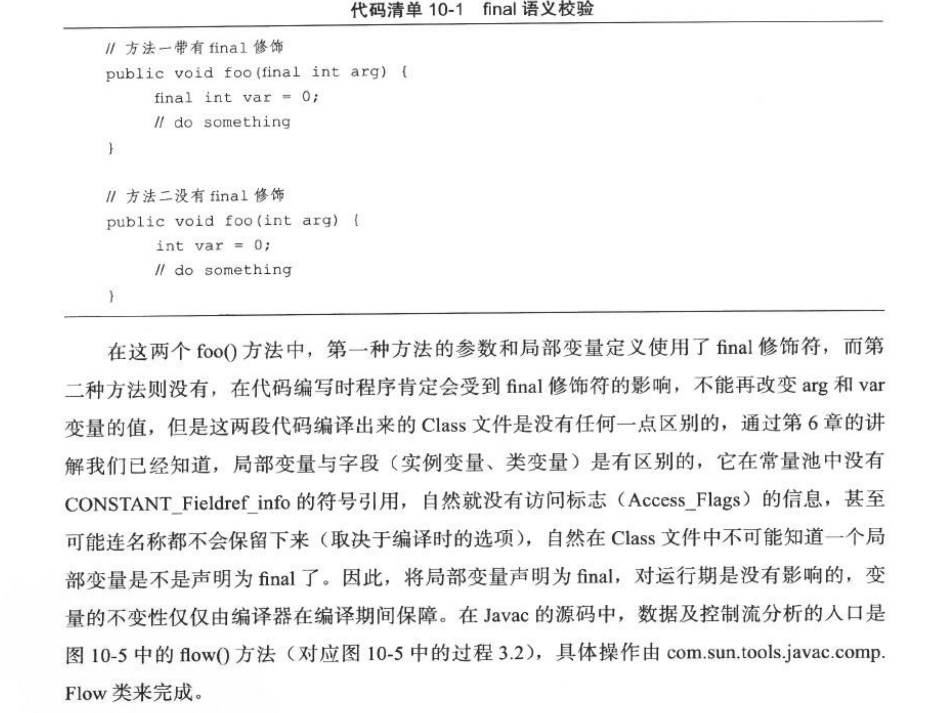 代码清单 10-1 final 语义校验
// 方法一带有 final 修饰
public void foo(final int arg) {
final int var = 0;
// do something
}
// 方法二没有 final 修饰
public void foo(int arg) {
int var = 0;
// do something
}
在这两个 foo() 方法中，第一种方法的参数和局部变量定义使用了 final 修饰符，而第
二种方法则没有，在代码编写时程序肯定会受到 final 修饰符的影响，不能再改变 arg 和 var
变量的值，但是这两段代码编译出来的 Class 文件是没有任何一点区别的，通过第 6 章的讲
解我们已经知道，局部变量与字段（实例变量、类变量）是有区别的，它在常量池中没有
CONSTANT_Fieldref_info 的符号引用，自然就没有访问标志（Access_Flags）的信息，甚至
可能连名称都不会保留下来（取决于编译时的选项），自然在 Class 文件中不可能知道一个局
部变量是不是声明为 final 了。因此，将局部变量声明为 final，对运行期是没有影响的，变
量的不变性仅仅由编译器在编译期间保障。在 Javac 的源码中，数据及控制流分析的入口是
图 10-5 中的 flow() 方法（对应图 10-5 中的过程 3.2），具体操作由 com.sun.tools.javac.comp.
Flow 类来完成。